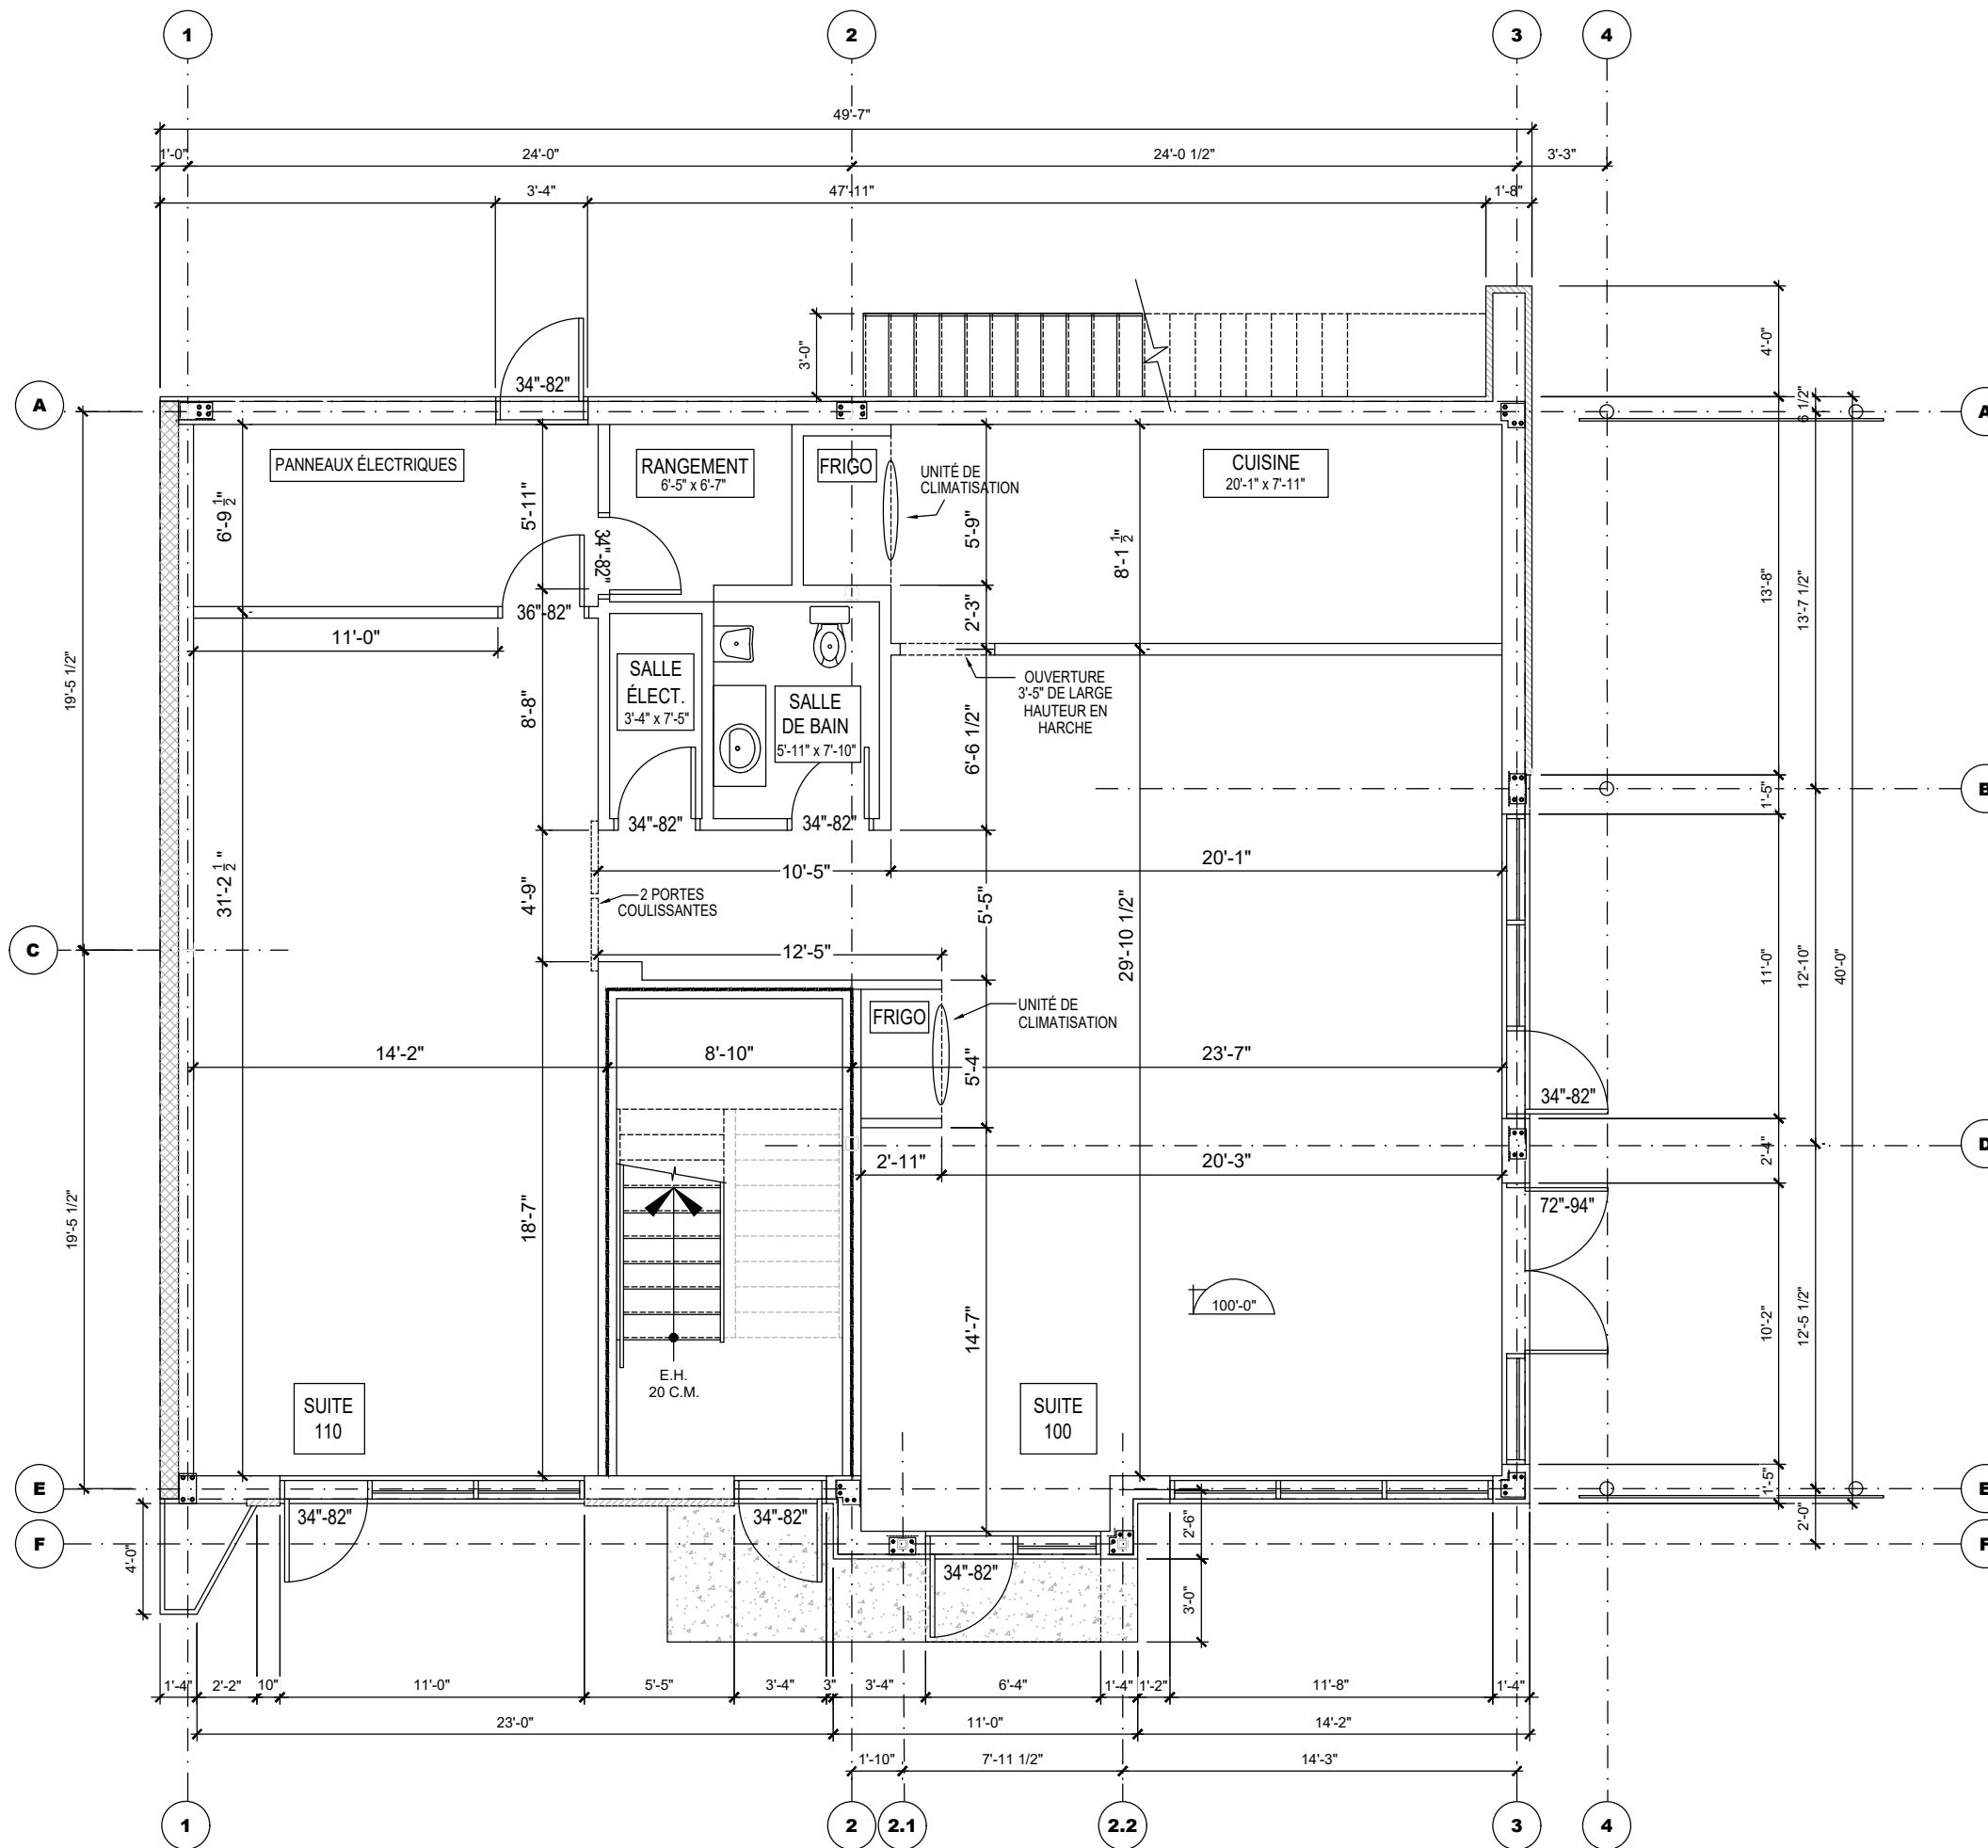 1
2
3
4
49'-7"
1'-0"
24'-0"
24'-0 1/2"
3'-3"
3'-4"
47'-11"
1'-8"
3'-0"
4'-0"
34"-82"
A
A
6 1/2"
PANNEAUX ÉLECTRIQUES
RANGEMENT
6'-5" x 6'-7"
FRIGO
UNITÉ DE
CLIMATISATION
CUISINE
20'-1" x 7'-11"
6'-9 1/2"
5'-11"
34"-82"
5'-9"
8'-1 1/2"
13'-8"
13'-7 1/2"
36"-82"
2'-3"
11'-0"
19'-5 1/2"
SALLE
ÉLECT.
3'-4" x 7'-5"
SALLE
DE BAIN
5'-11" x 7'-10"
OUVERTURE
3'-5" DE LARGE
HAUTEUR EN
HARCHE
8'-8"
6'-6 1/2"
B
1'-5"
34"-82"
34"-82"
10'-5"
20'-1"
31'-2 1/2"
4'-9"
2 PORTES
COULISSANTES
5'-5"
29'-10 1/2"
C
12'-5"
11'-0"
12'-10"
40'-0"
FRIGO
UNITÉ DE
CLIMATISATION
14'-2"
8'-10"
5'-4"
23'-7"
34"-82"
D
2'-4"
2'-11"
20'-3"
72"-94"
19'-5 1/2"
18'-7"
14'-7"
100'-0"
10'-2"
12'-5 1/2"
E.H.
20 C.M.
SUITE
110
SUITE
100
E
E
1'-5"
34"-82"
34"-82"
2'-6"
2'-0"
F
F
4'-0"
34"-82"
3'-0"
1'-4"
2'-2"
10"
11'-0"
5'-5"
3'-4"
3"
3'-4"
6'-4"
1'-4"
1'-2"
11'-8"
1'-4"
23'-0"
11'-0"
14'-2"
1'-10"
7'-11 1/2"
14'-3"
1
2
2.1
2.2
3
4